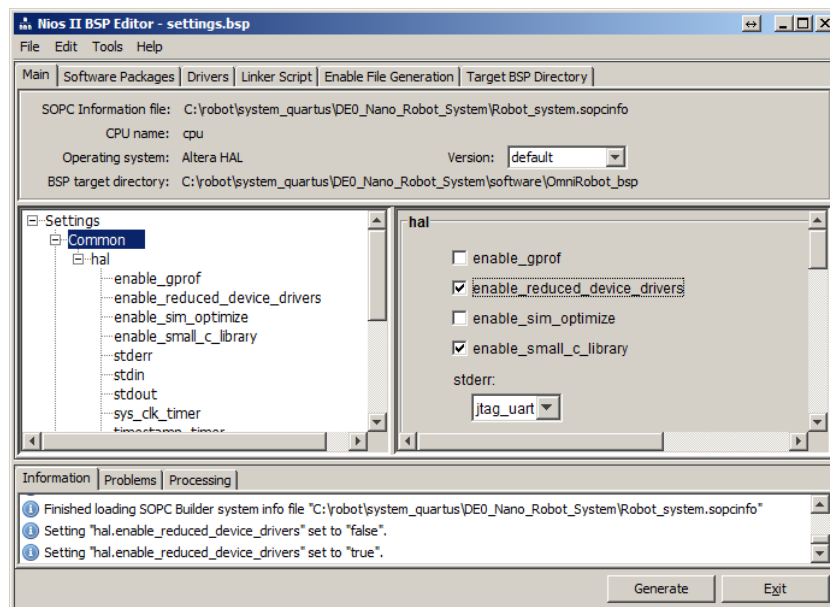 Nios II BSP Editor - settings.bsp
File Edit Tools Help
Main Software Packages Drivers Linker Script Enable File Generation Target BSP Directory
SOPC Information file: C:\robot\system_quartus\DE0_Nano_Robot_System\Robot_system.sopcinfo
CPU name: cpu
Operating system: Altera HAL Version: default
BSP target directory: C:\robot\system_quartus\DE0_Nano_Robot_System\software\OmniRobot_bsp
Settings
Common
hal
enable_gprof
enable_reduced_device_drivers
enable_sim_optimize
enable_small_c_library
stderr
stdin
stdout
sys_clk_timer
timestamp_timer
hal
enable_gprof
enable_reduced_device_drivers
enable_sim_optimize
enable_small_c_library
stderr:
jtag_uart
Information Problems Processing
Finished loading SOPC Builder system info file "C:\robot\system_quartus\DE0_Nano_Robot_System\Robot_system.sopcinfo"
Setting "hal.enable_reduced_device_drivers" set to "false".
Setting "hal.enable_reduced_device_drivers" set to "true".
Generate Exit